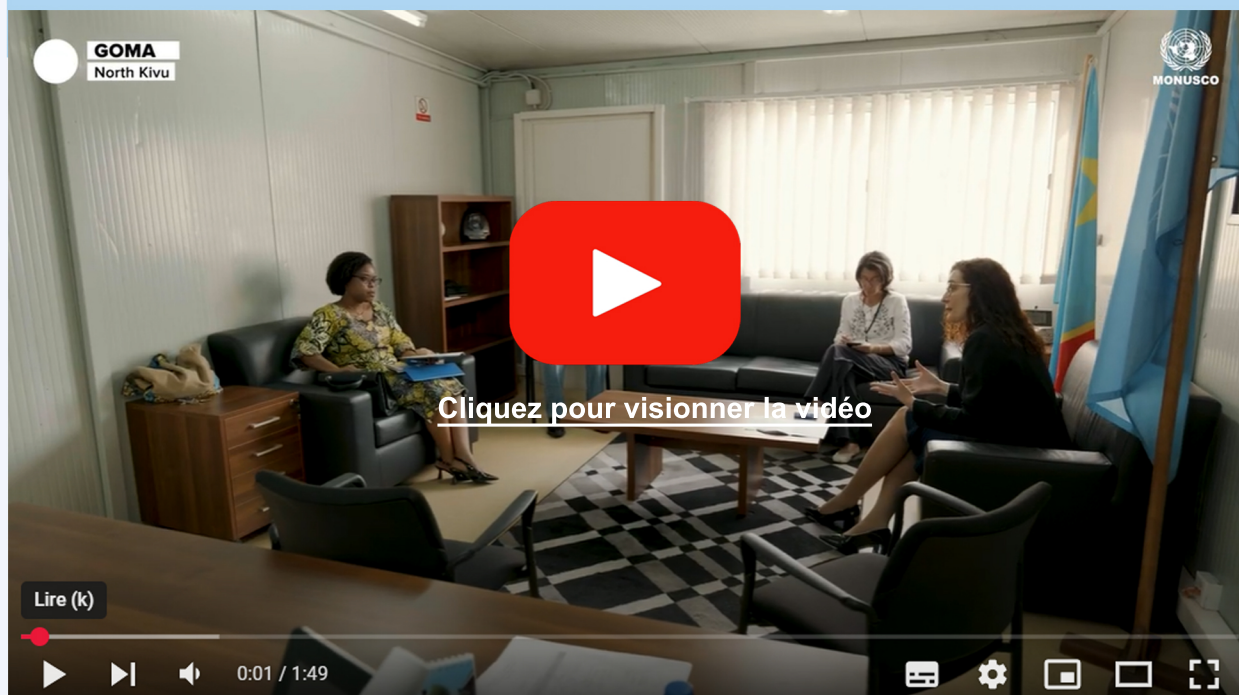 GOMA
North Kivu
MONUSCO
Cliquez pour visionner la vidéo
Lire (k)
0:01 / 1:49